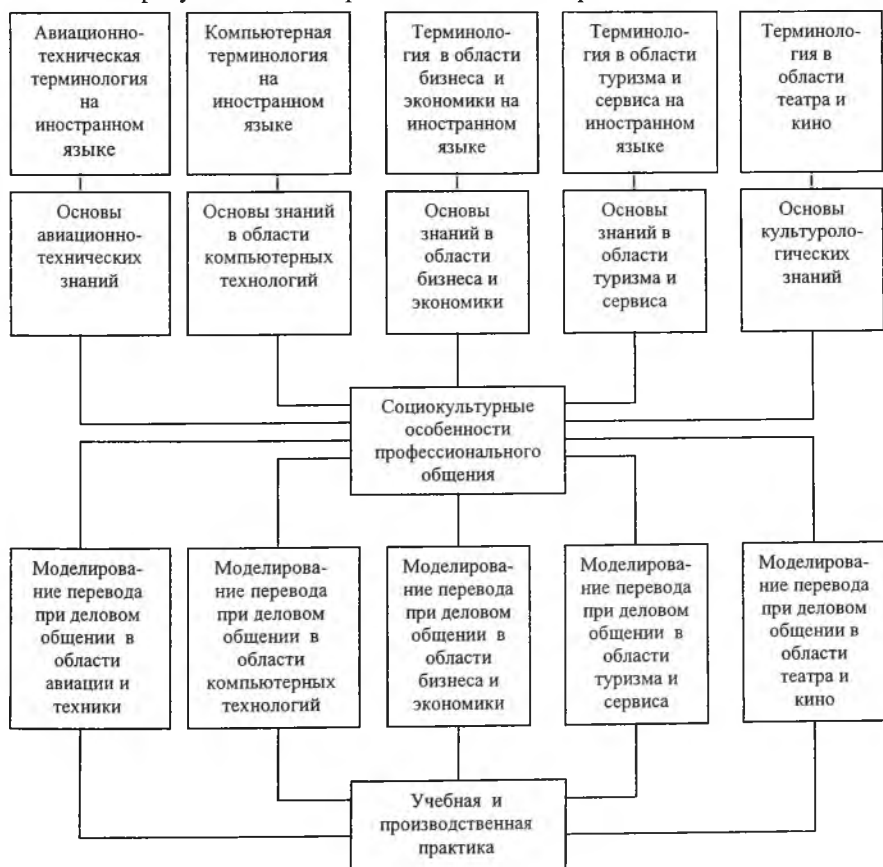 Авиационно-
техническая
терминология
на
иностранном
языке
Компьютерная
терминология
на
иностранном
языке
Терминоло-
гия в области
бизнеса и
экономики на
иностранном
языке
Терминоло-
гия в области
туризма и
сервиса на
иностранном
языке
Терминоло-
гия в
области
театра и
кино
Основы
авиационно-
технических
знаний
Основы знаний
в области
компьютерных
технологий
Основы
знаний в
области
бизнеса и
экономики
Основы
знаний в
области
туризма и
сервиса
Основы
культуроло-
гических
знаний
Социокультурные
особенности
профессионального
общения
Моделирова-
ние перевода
при деловом
общении в
области
авиации и
техники
Моделирова-
ние перевода
при деловом
общении в
области
компьютерных
технологий
Моделирова-
ние перевода
при деловом
общении в
области
бизнеса и
экономики
Моделирова-
ние перевода
при деловом
общении в
области
туризма и
сервиса
Моделирова-
ние перевода
при деловом
общении в
области
театра и
кино
Учебная и
производственная
практика